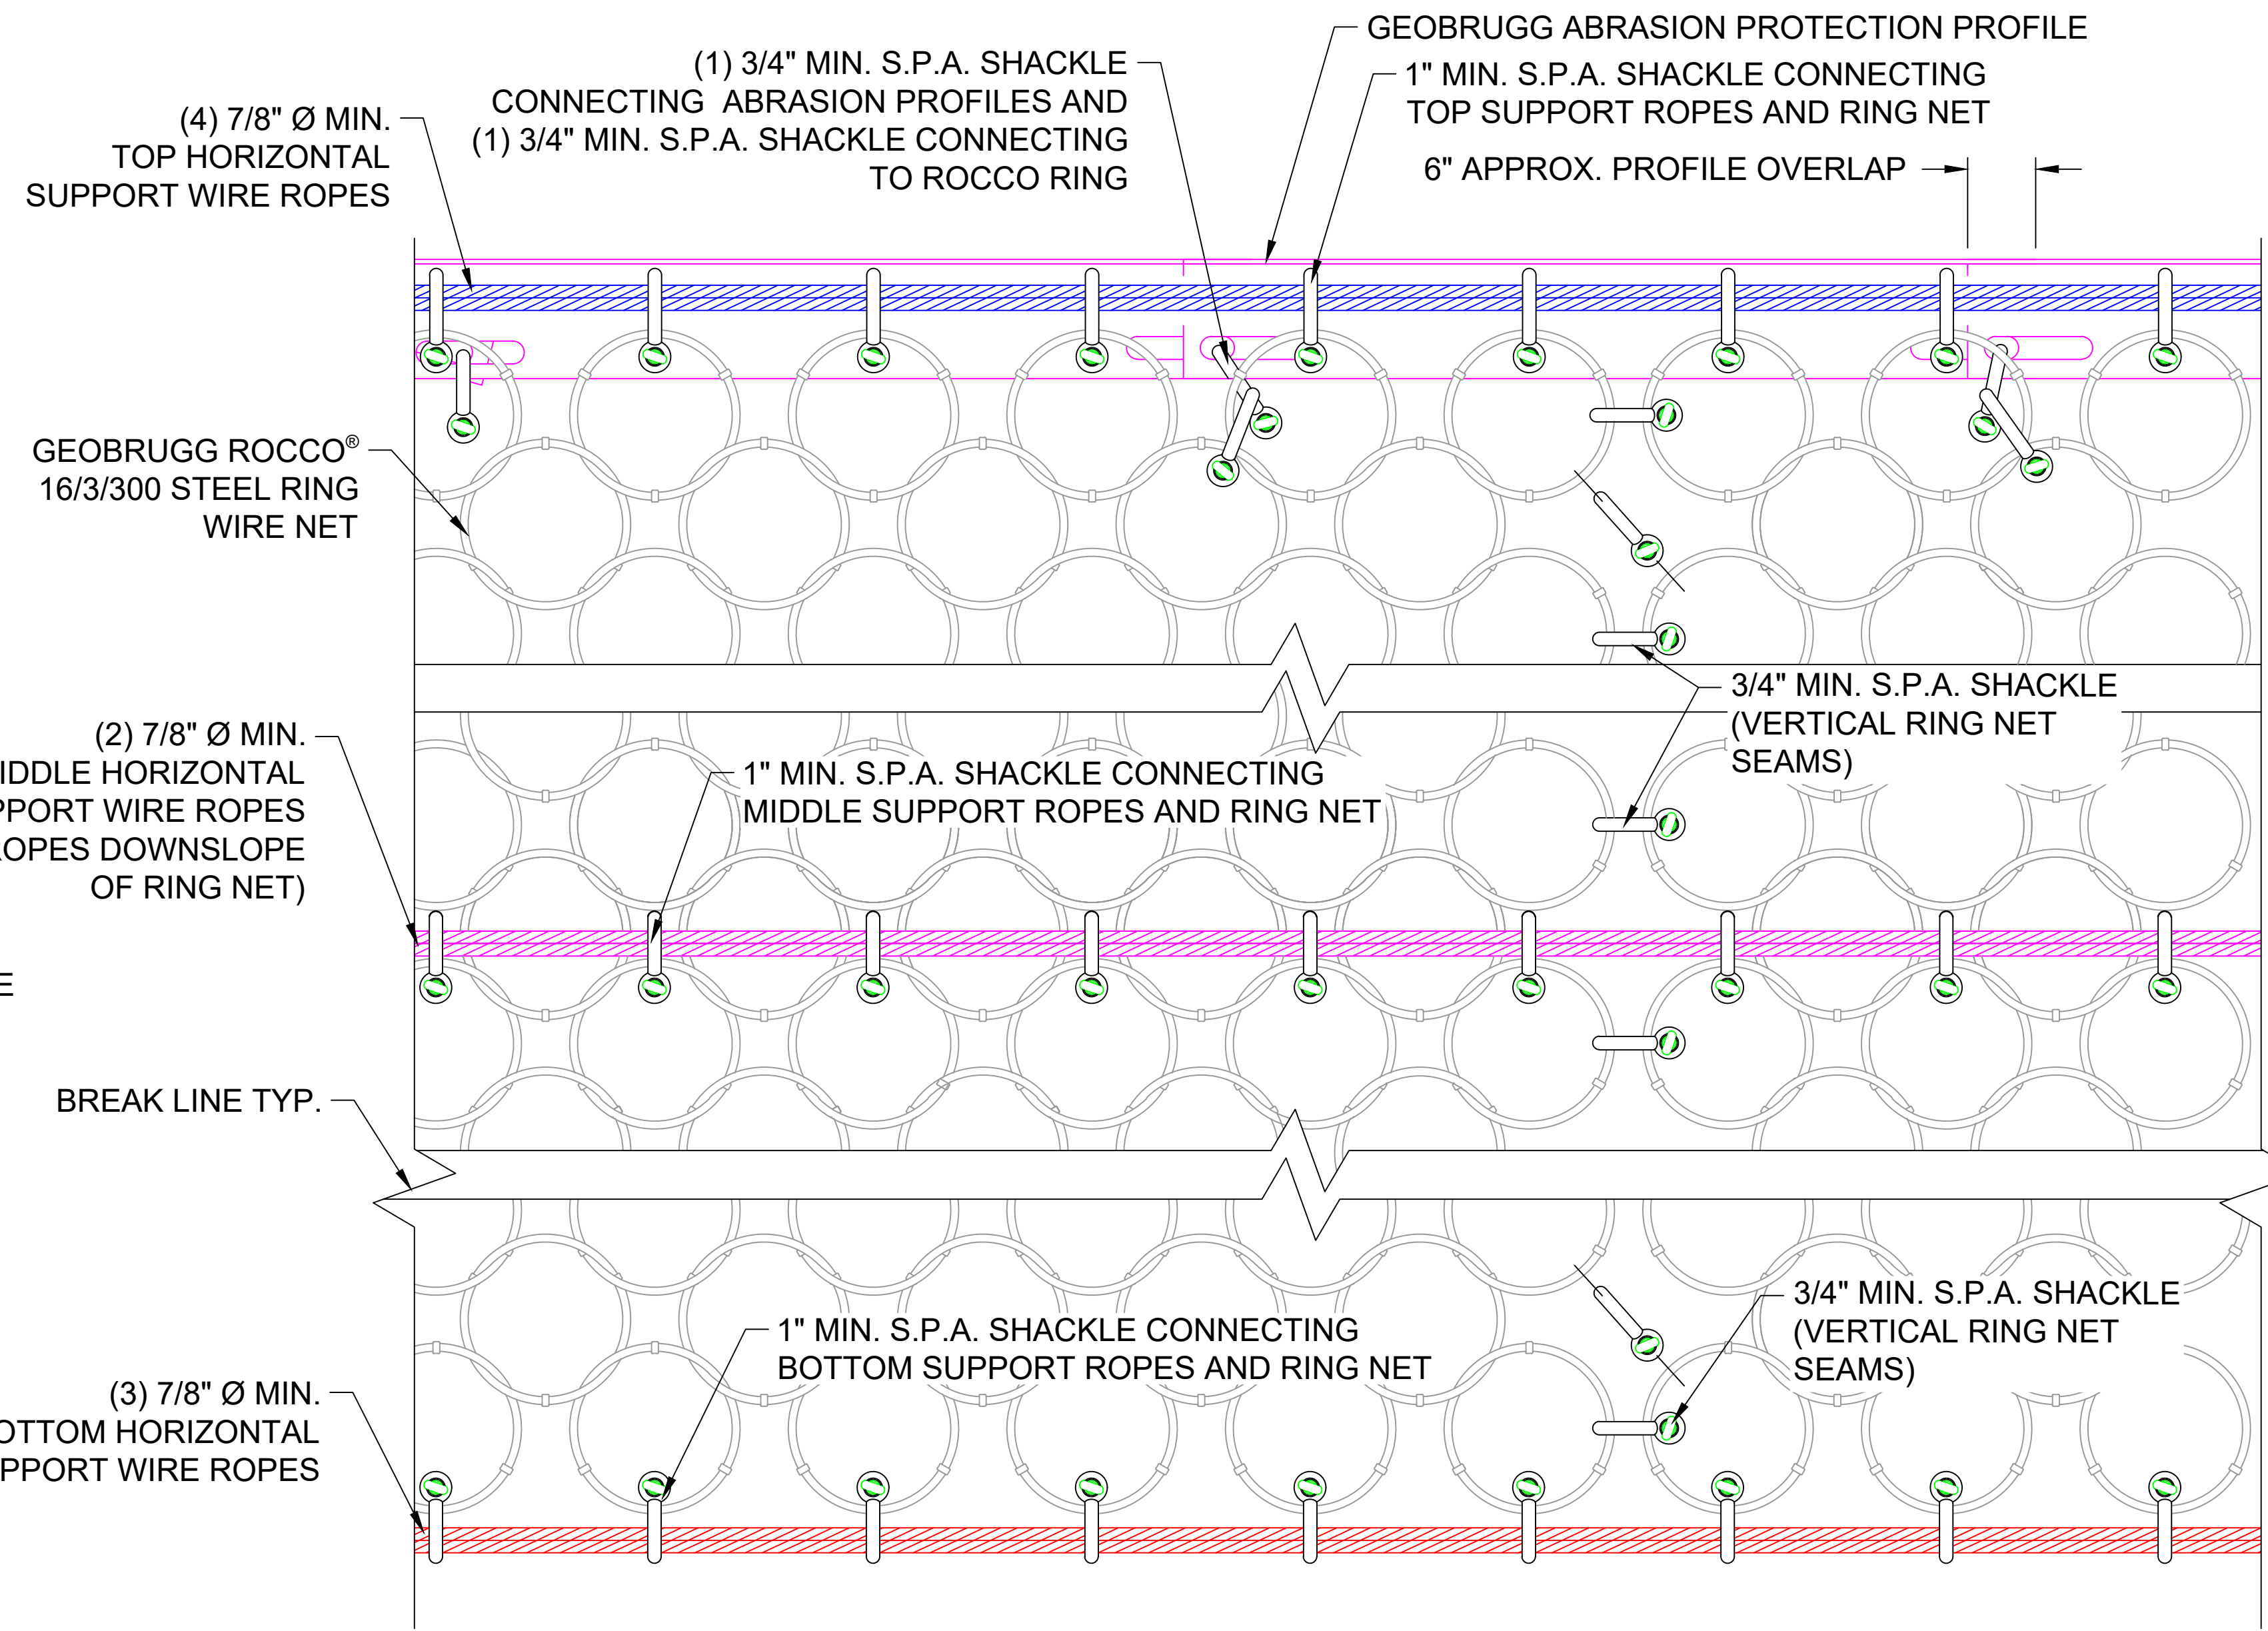 GEOBRUGG ABRASION PROTECTION PROFILE
(1) 3/4" MIN. S.P.A. SHACKLE
CONNECTING ABRASION PROFILES AND
(1) 3/4" MIN. S.P.A. SHACKLE CONNECTING
TO ROCCO RING
1" MIN. S.P.A. SHACKLE CONNECTING
TOP SUPPORT ROPES AND RING NET
(4) 7/8" Ø MIN.
TOP HORIZONTAL
SUPPORT WIRE ROPES
6" APPROX. PROFILE OVERLAP
GEOBRUGG ROCCO®
16/3/300 STEEL RING
WIRE NET
3/4" MIN. S.P.A. SHACKLE
(VERTICAL RING NET
SEAMS)
(2) 7/8" Ø MIN.
IDDLE HORIZONTAL
PPORT WIRE ROPES
OPES DOWNSLOPE
OF RING NET)
1" MIN. S.P.A. SHACKLE CONNECTING
MIDDLE SUPPORT ROPES AND RING NET
E
BREAK LINE TYP.
3/4" MIN. S.P.A. SHACKLE
(VERTICAL RING NET
SEAMS)
1" MIN. S.P.A. SHACKLE CONNECTING
BOTTOM SUPPORT ROPES AND RING NET
(3) 7/8" Ø MIN.
OTTOM HORIZONTAL
PPORT WIRE ROPES